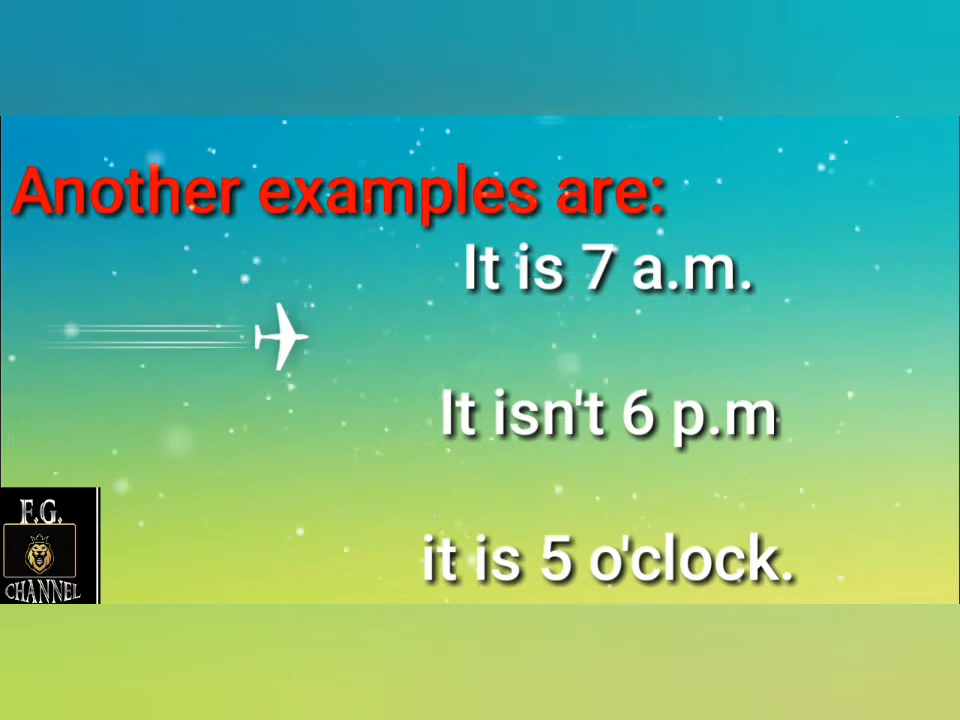 Another examples are:
It is 7 a.m.
It isn't 6 p.m
it is 5 o'clock.
F.G.
CHANNEL